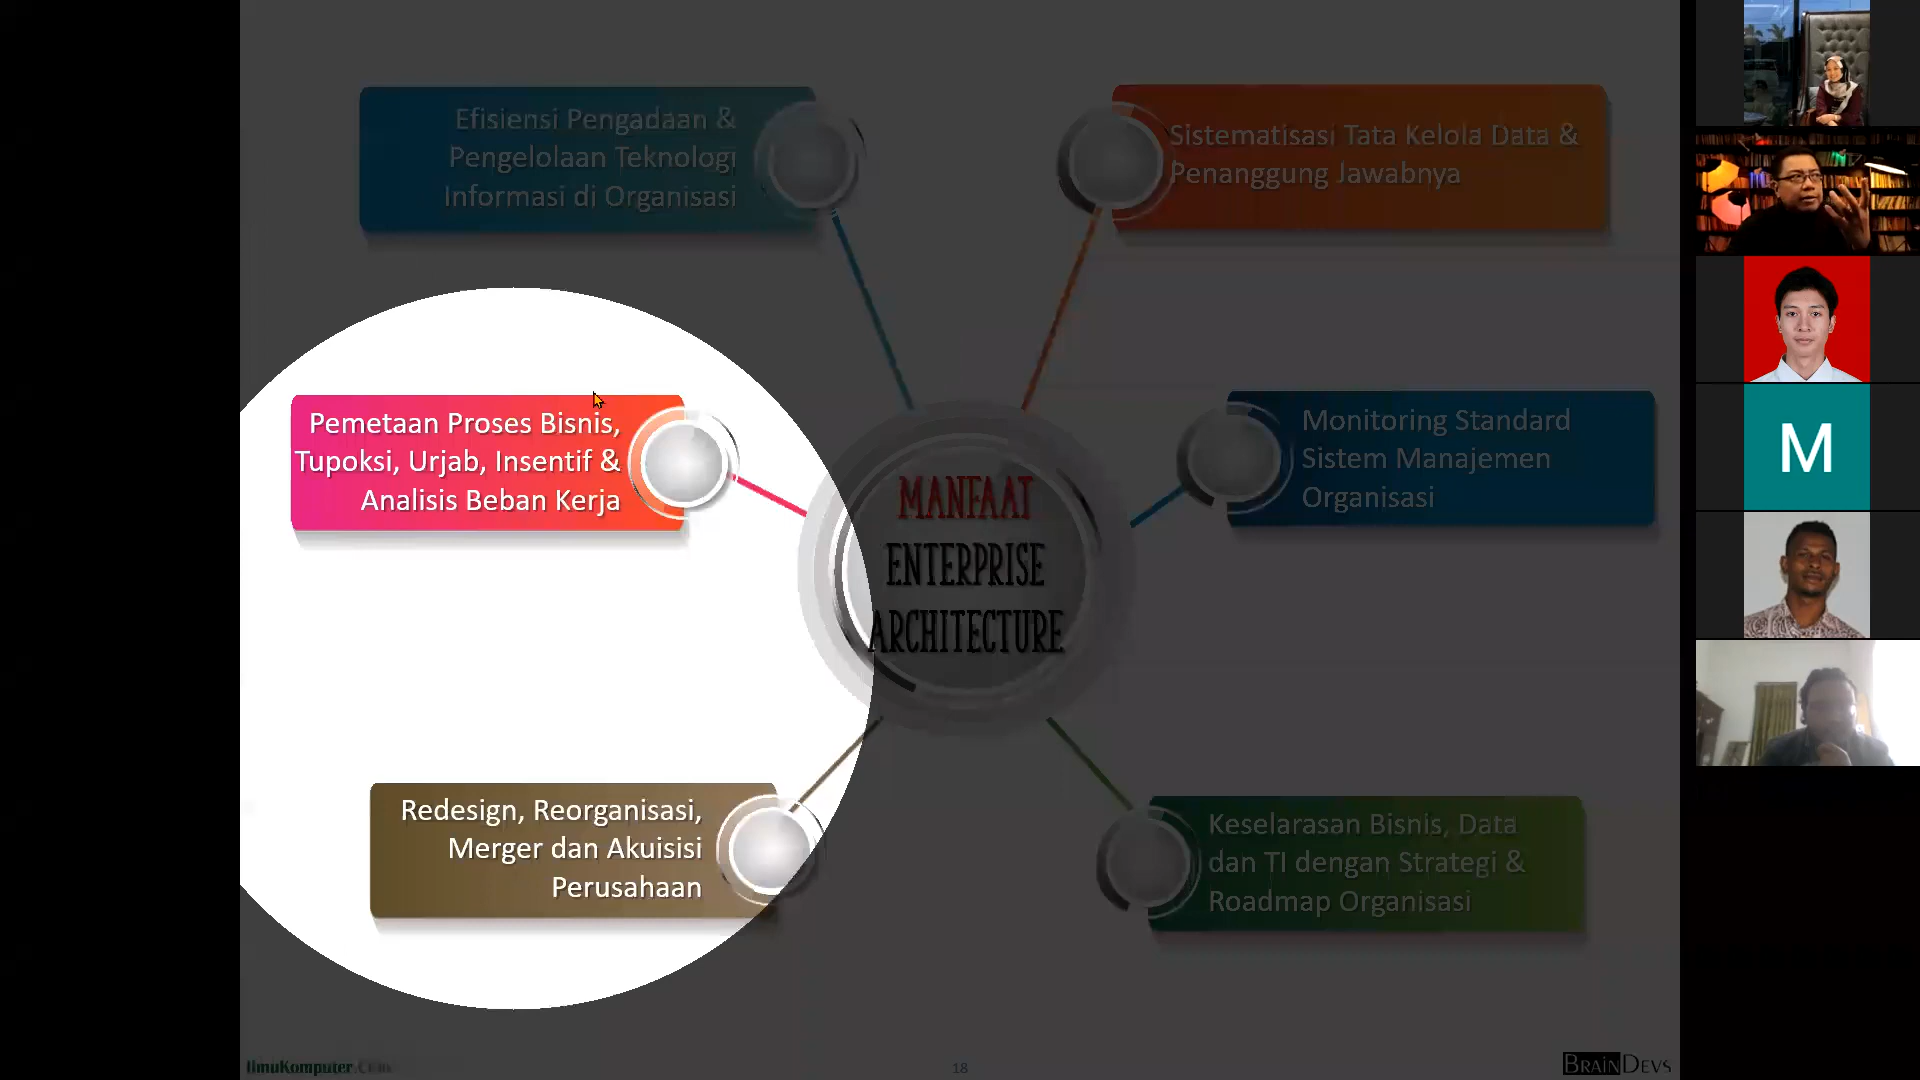 Efisiensi Pengadaan &
Pengelolaan Teknologi
Informasi di Organisasi
Sistematisasi Tata Kelola Data &
Penanggung Jawabnya
Pemetaan Proses Bisnis,
Tupoksi, Urjab, Insentif &
Analisis Beban Kerja
MANFAAT
ENTERPRISE
ARCHITECTURE
Monitoring Standard
Sistem Manajemen
Organisasi
Redesign, Reorganisasi,
Merger dan Akuisisi
Perusahaan
Keselarasan Bisnis, Data
dan TI dengan Strategi &
Roadmap Organisasi
IlmuKomputer.Com
18
BRAINDEVS
M